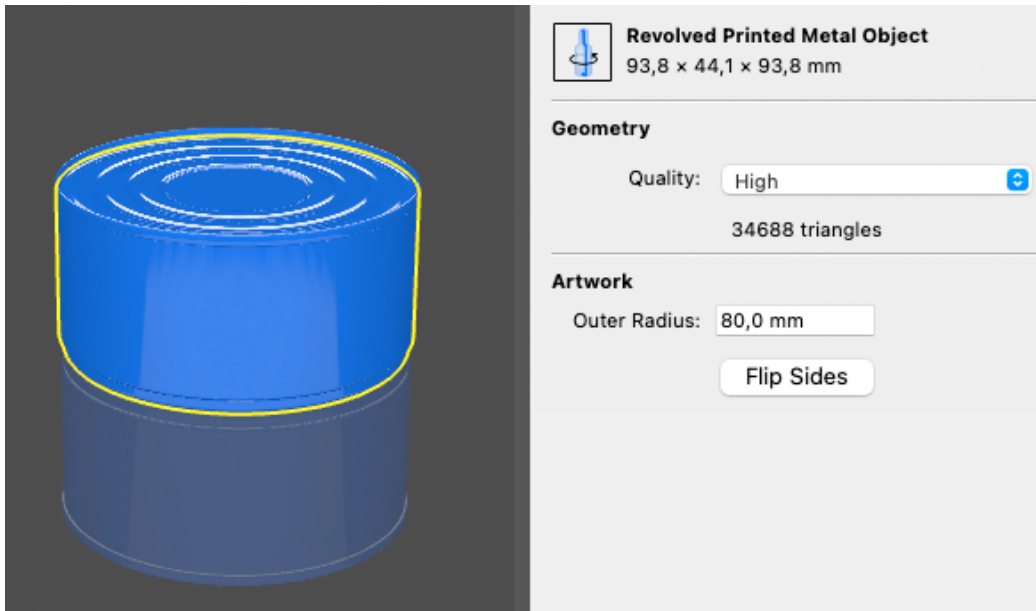 Revolved Printed Metal Object
93,8 × 44,1 × 93,8 mm
Geometry
Quality: High
34688 triangles
Artwork
Outer Radius: 80,0 mm
Flip Sides